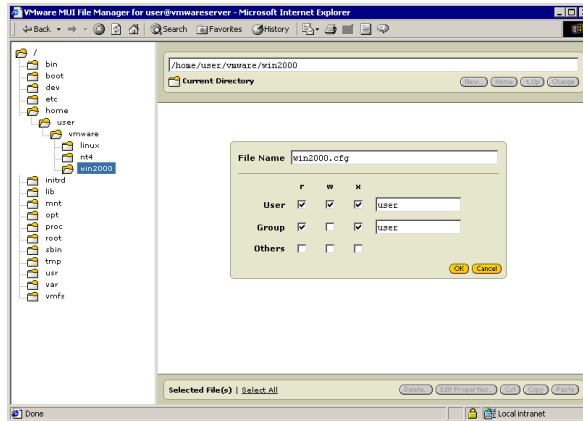 VMware MUI File Manager for user@vmwareserver - Microsoft Internet Explorer
Back Search Favorites History
/
bin
boot
dev
etc
home
user
vmware
linux
nt4
win2000
initrd
lib
mnt
opt
proc
root
sbin
tmp
usr
var
vmfs
/home/user/vmware/win2000
Current Directory New... Home Up Change
File Name win2000.cfg
r w x
User user
Group user
Others
OK Cancel
Selected File(s) | Select All Delete... Edit Properties... Cut Copy Paste
Done Local intranet